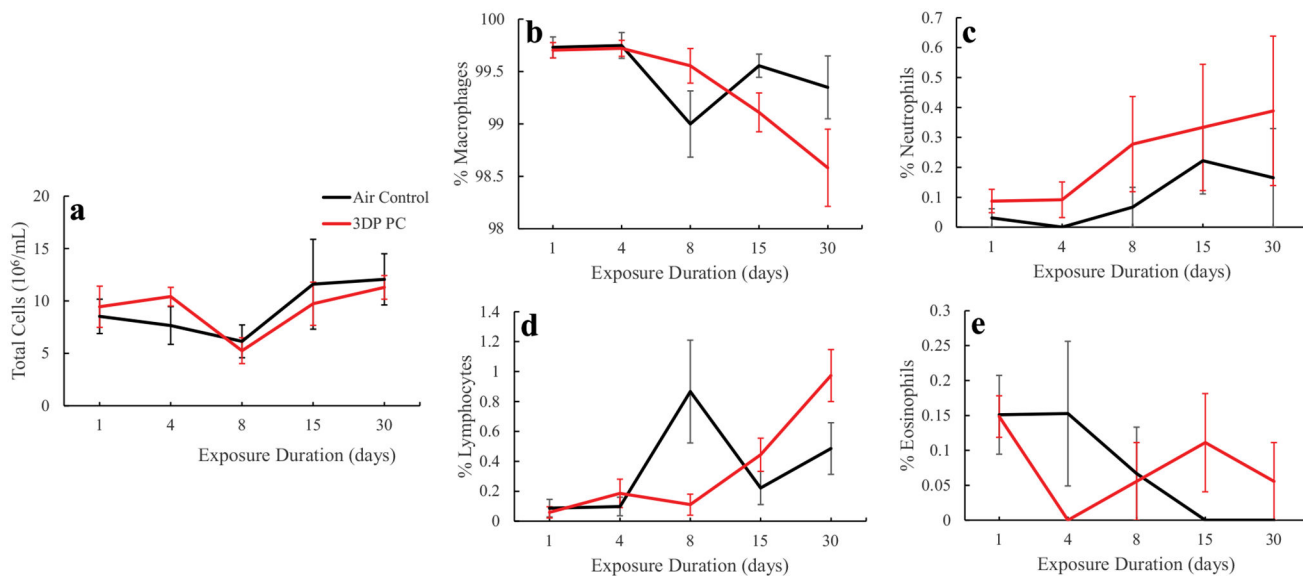 a
Air Control
3DP PC
Total Cells (10⁶/mL)
20
15
10
5
0
1 4 8 15 30
Exposure Duration (days)
b
% Macrophages
100
99.5
99
98.5
98
1 4 8 15 30
Exposure Duration (days)
c
% Neutrophils
0.7
0.6
0.5
0.4
0.3
0.2
0.1
0
1 4 8 15 30
Exposure Duration (days)
d
% Lymphocytes
1.4
1.2
1
0.8
0.6
0.4
0.2
0
1 4 8 15 30
Exposure Duration (days)
e
% Eosinophils
0.3
0.25
0.2
0.15
0.1
0.05
0
1 4 8 15 30
Exposure Duration (days)